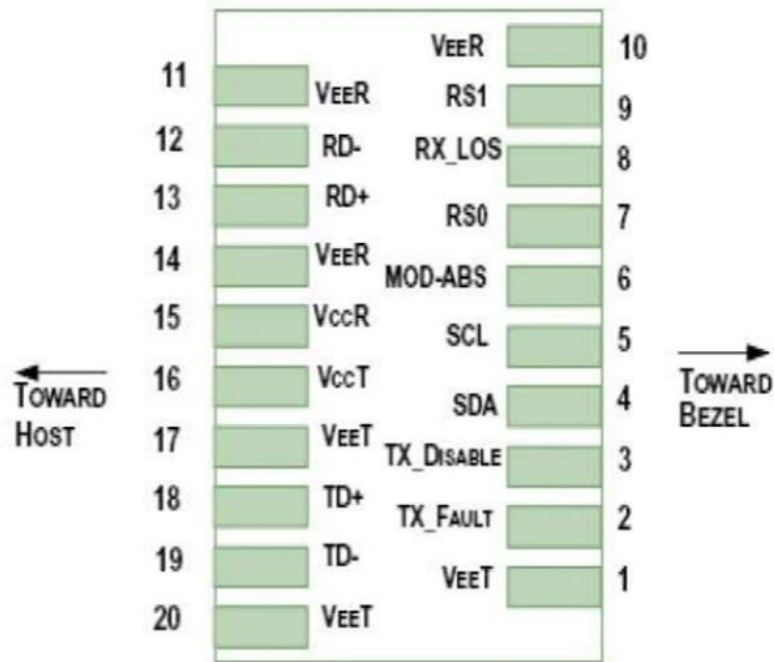 11 VEER
12 RD-
13 RD+
14 VEER
15 VCCR
16 VCCT
17 VEET
18 TD+
19 TD-
20 VEET
VEER 10
RS1 9
RX_LOS 8
RS0 7
MOD-ABS 6
SCL 5
SDA 4
TX_DISABLE 3
TX_FAULT 2
VEET 1
TOWARD
HOST
TOWARD
BEZEL